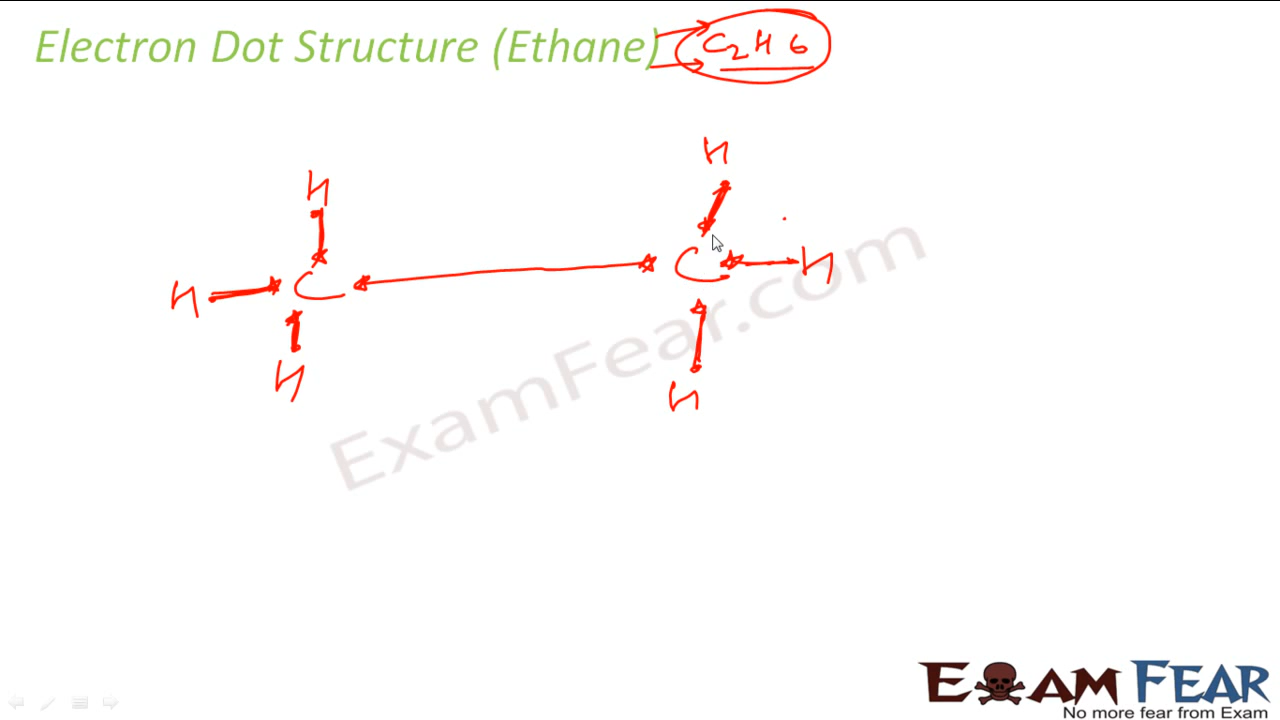 Electron Dot Structure (Ethane) C2H6
H
H
H C C H
H
H
ExamFear.com
EXAM FEAR
No more fear from Exam